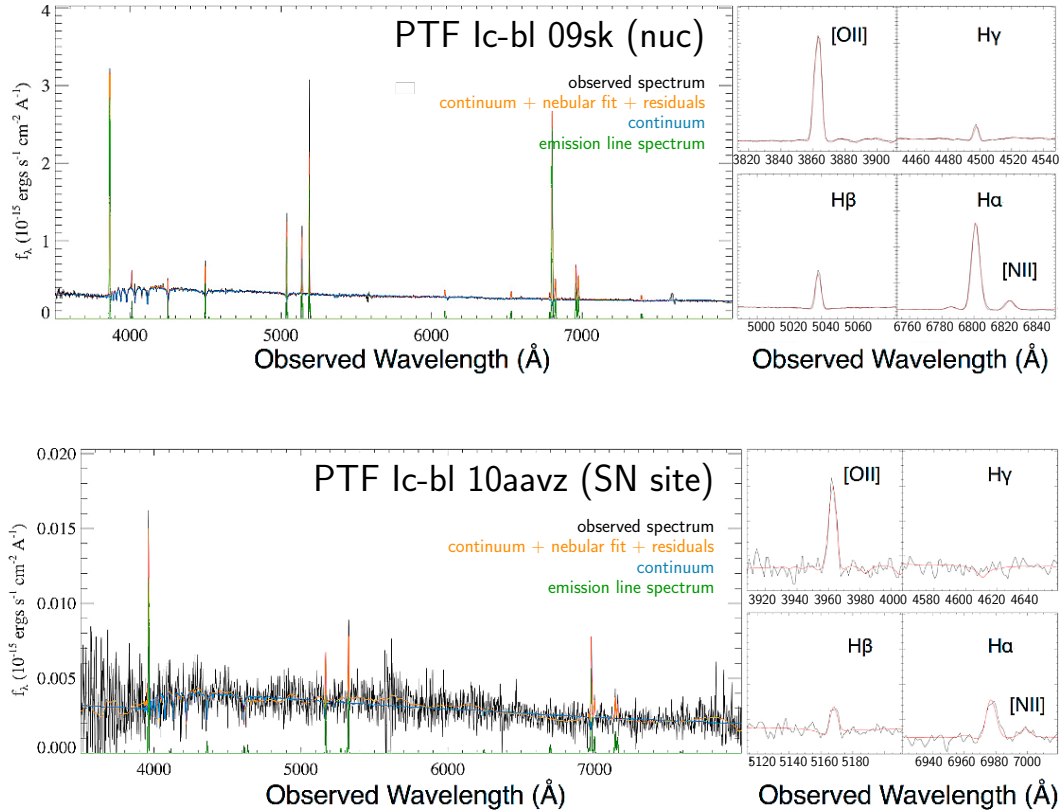 PTF Ic-bl 09sk (nuc)
observed spectrum
continuum + nebular fit + residuals
continuum
emission line spectrum
f_λ (10⁻¹⁵ ergs s⁻¹ cm⁻² A⁻¹)
4
3
2
1
0
4000 5000 6000 7000
Observed Wavelength (Å)
[OII]
Hγ
3820 3840 3860 3880 3900
4460 4480 4500 4520 4540
Hβ
Hα
[NII]
5000 5020 5040 5060
6760 6780 6800 6820 6840
Observed Wavelength (Å)
PTF Ic-bl 10aavz (SN site)
observed spectrum
continuum + nebular fit + residuals
continuum
emission line spectrum
f_λ (10⁻¹⁵ ergs s⁻¹ cm⁻² A⁻¹)
0.020
0.015
0.010
0.005
0.000
4000 5000 6000 7000
Observed Wavelength (Å)
[OII]
Hγ
3920 3940 3960 3980 4000
4580 4600 4620 4640
Hβ
Hα
[NII]
5120 5140 5160 5180
6940 6960 6980 7000
Observed Wavelength (Å)